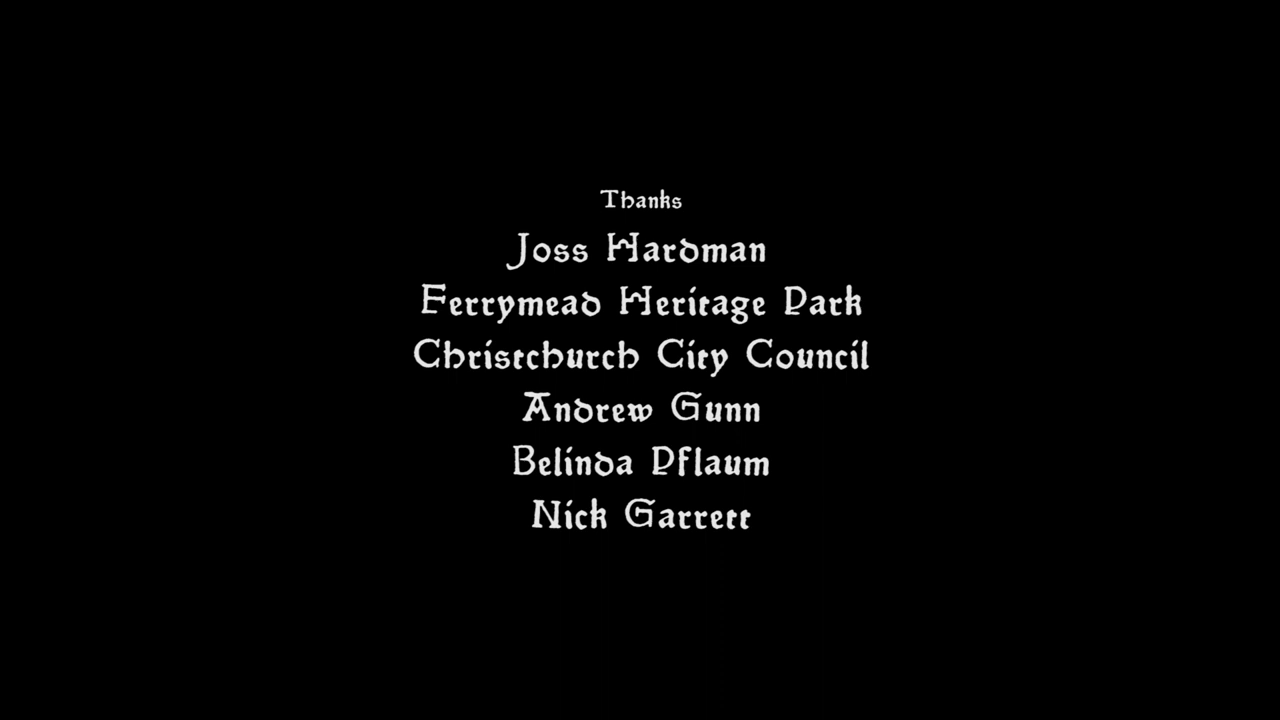 Thanks
Joss Hardman
Ferrymead Heritage Park
Christchurch City Council
Andrew Gunn
Belinda Pflaum
Nick Garrett